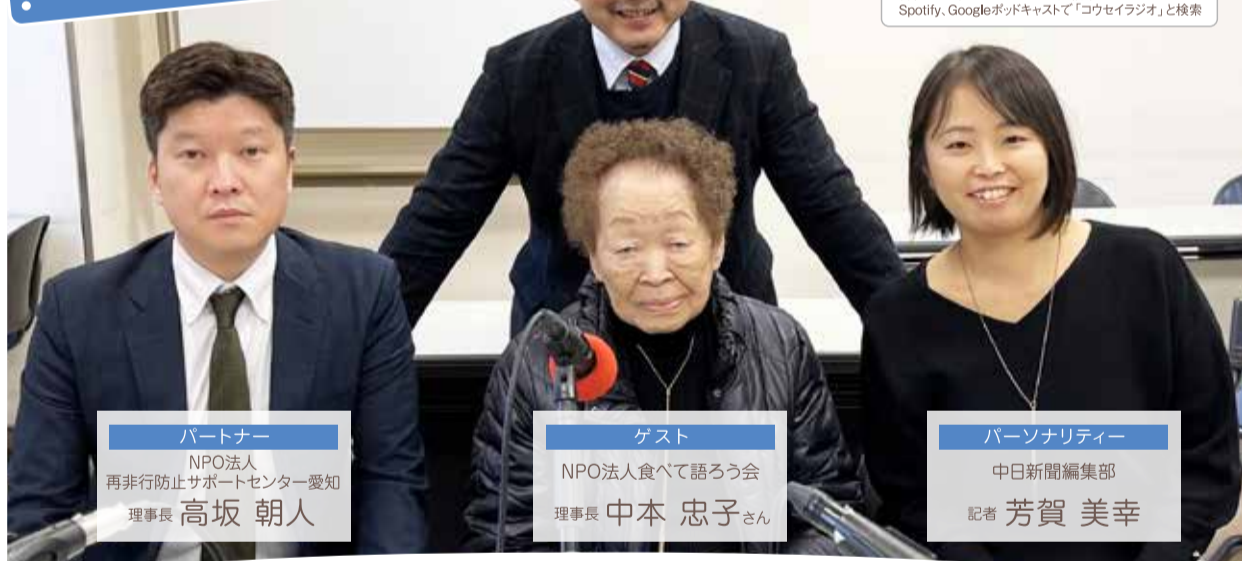 Spotify、Googleポッドキャストで「コウセイラジオ」と検索
パートナー
NPO法人
再非行防止サポートセンター愛知
理事長 高坂 朝人
ゲスト
NPO法人食べて語ろう会
理事長 中本 忠子さん
パーソナリティー
中日新聞編集部
記者 芳賀 美幸